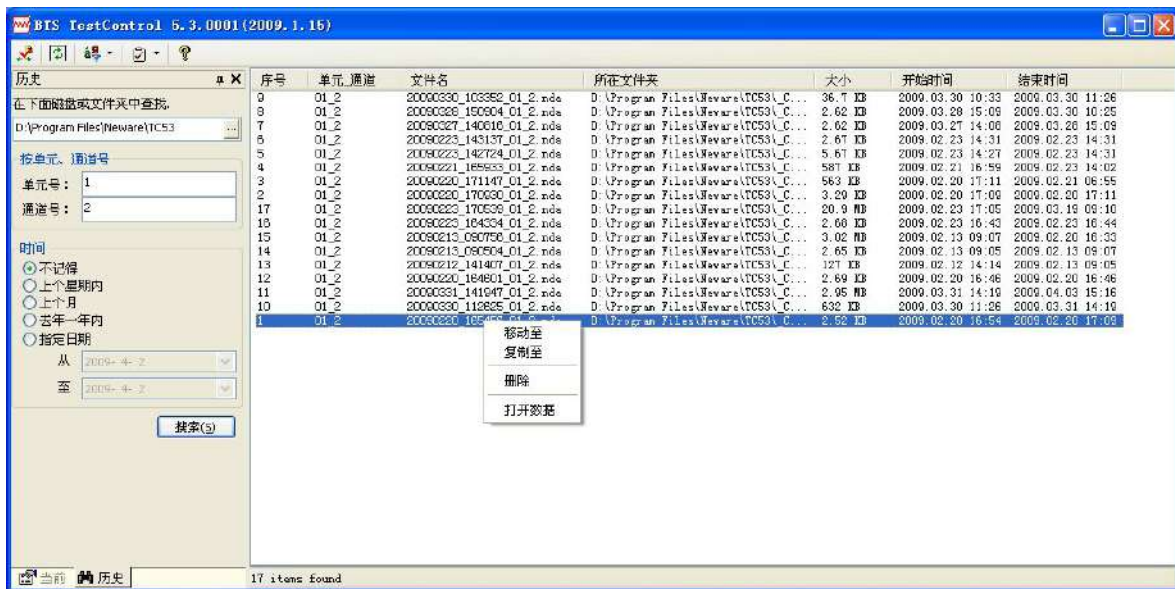 BTS TestControl 5.3.0001(2009.1.15)
历史
在下面磁盘或文件夹中查找.
D:\Program Files\Neware\TC53
...
按单元、通道号
单元号: 1
通道号: 2
时间
不记得
上个星期内
上个月
去年一年内
指定日期
从 2009- 4- 2
至 2009- 4- 2
搜索(S)
当前 历史
序号 单元_通道 文件名 所在文件夹 大小 开始时间 结束时间
9 01_2 20090330_103352_01_2.nda D:\Program Files\Neware\TC53\_C... 36.7 KB 2009.03.30 10:33 2009.03.30 11:26
8 01_2 20090328_150904_01_2.nda D:\Program Files\Neware\TC53\_C... 2.62 KB 2009.03.28 15:09 2009.03.30 10:25
7 01_2 20090327_140816_01_2.nda D:\Program Files\Neware\TC53\_C... 2.62 KB 2009.03.27 14:08 2009.03.28 15:09
6 01_2 20090223_143137_01_2.nda D:\Program Files\Neware\TC53\_C... 2.67 KB 2009.02.23 14:31 2009.02.23 14:31
5 01_2 20090223_142724_01_2.nda D:\Program Files\Neware\TC53\_C... 5.67 KB 2009.02.23 14:27 2009.02.23 14:31
4 01_2 20090221_165933_01_2.nda D:\Program Files\Neware\TC53\_C... 587 KB 2009.02.21 16:59 2009.02.23 14:02
3 01_2 20090220_171147_01_2.nda D:\Program Files\Neware\TC53\_C... 563 KB 2009.02.20 17:11 2009.02.21 06:55
2 01_2 20090220_170930_01_2.nda D:\Program Files\Neware\TC53\_C... 3.29 KB 2009.02.20 17:09 2009.02.20 17:11
17 01_2 20090223_170539_01_2.nda D:\Program Files\Neware\TC53\_C... 20.9 MB 2009.02.23 17:05 2009.03.19 09:10
16 01_2 20090223_164334_01_2.nda D:\Program Files\Neware\TC53\_C... 2.68 KB 2009.02.23 16:43 2009.02.23 16:44
15 01_2 20090213_090756_01_2.nda D:\Program Files\Neware\TC53\_C... 3.02 MB 2009.02.13 09:07 2009.02.20 16:33
14 01_2 20090213_090504_01_2.nda D:\Program Files\Neware\TC53\_C... 2.65 KB 2009.02.13 09:05 2009.02.13 09:07
13 01_2 20090212_141407_01_2.nda D:\Program Files\Neware\TC53\_C... 127 KB 2009.02.12 14:14 2009.02.13 09:05
12 01_2 20090220_164601_01_2.nda D:\Program Files\Neware\TC53\_C... 2.69 KB 2009.02.20 16:46 2009.02.20 16:46
11 01_2 20090331_141947_01_2.nda D:\Program Files\Neware\TC53\_C... 2.95 MB 2009.03.31 14:19 2009.04.03 15:16
10 01_2 20090330_112625_01_2.nda D:\Program Files\Neware\TC53\_C... 632 KB 2009.03.30 11:26 2009.03.31 14:19
1 01_2 D:\Program Files\Neware\TC53\_C... 2.52 KB 2009.02.20 16:54 2009.02.20 17:09
移动至
复制至
删除
打开数据
17 items found